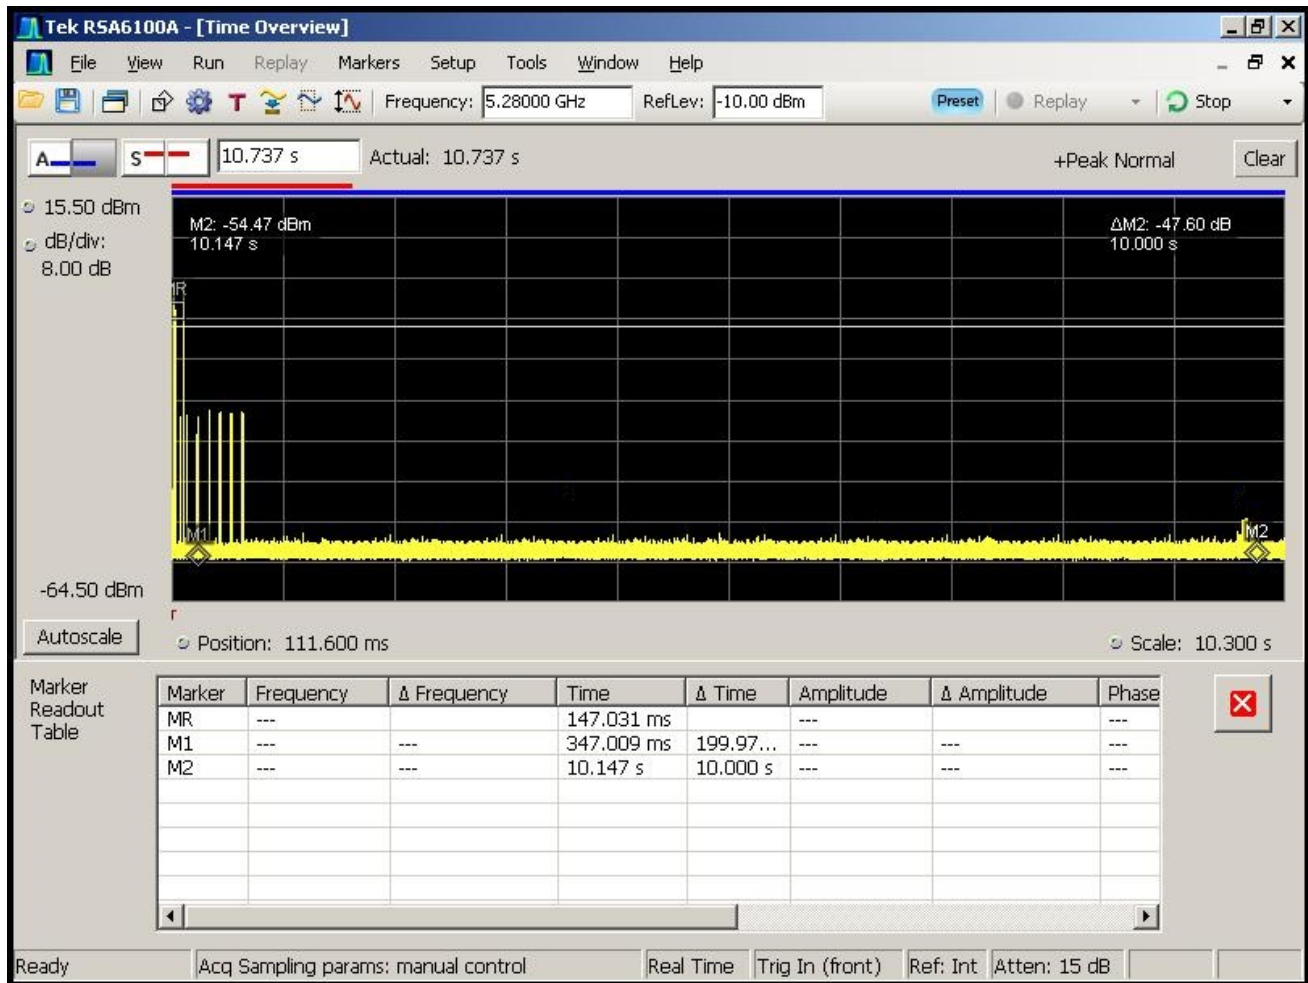 Tek RSA6100A - [Time Overview]
File View Run Replay Markers Setup Tools Window Help
Frequency: 5.28000 GHz RefLev: -10.00 dBm Preset Replay Stop
A S 10.737 s Actual: 10.737 s +Peak Normal Clear
15.50 dBm
dB/div:
8.00 dB
M2: -54.47 dBm
10.147 s
ΔM2: -47.60 dB
10.000 s
MR
M1
M2
-64.50 dBm
Autoscale
Position: 111.600 ms Scale: 10.300 s
Marker
Readout
Table
Marker Frequency Δ Frequency Time Δ Time Amplitude Δ Amplitude Phase
MR --- 147.031 ms --- ---
M1 --- --- 347.009 ms 199.97... --- --- ---
M2 --- --- 10.147 s 10.000 s --- --- ---
Ready Acq Sampling params: manual control Real Time Trig In (front) Ref: Int Atten: 15 dB